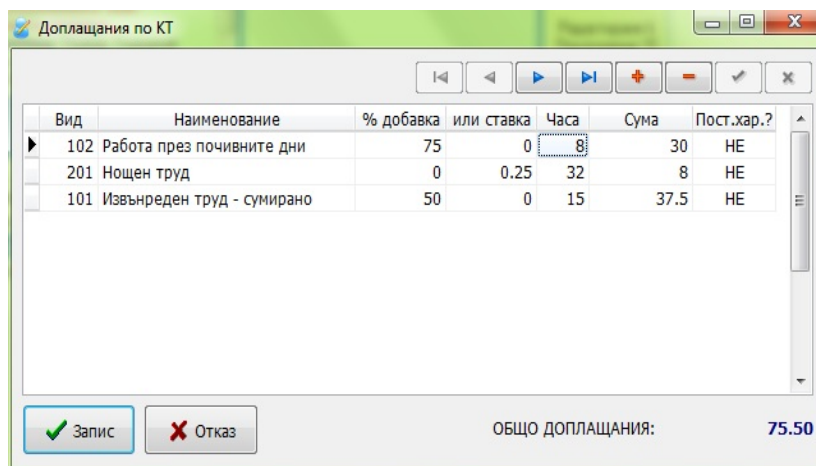 Доплащания по КТ
Вид Наименование % добавка или ставка Часа Сума Пост.хар.?
102 Работа през почивните дни 75 0 8 30 НЕ
201 Нощен труд 0 0.25 32 8 НЕ
101 Извънреден труд - сумирано 50 0 15 37.5 НЕ
Запис Отказ ОБЩО ДОПЛАЩАНИЯ: 75.50